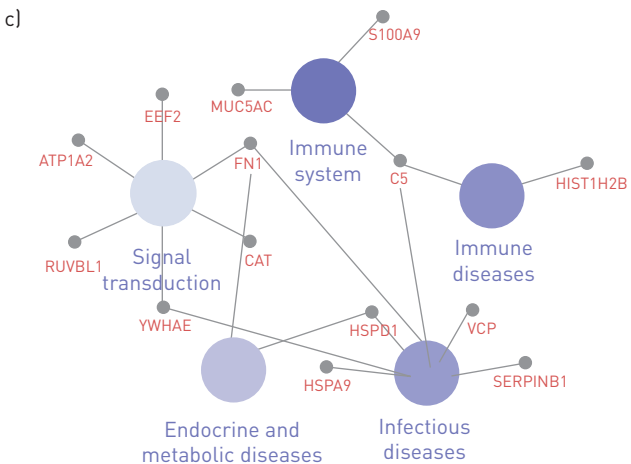 c)
S100A9
MUC5AC
EEF2
Immune
system
ATP1A2
FN1
C5
HIST1H2B
Immune
diseases
Signal
transduction
CAT
RUVBL1
YWHAE
HSPD1
VCP
HSPA9
SERPINB1
Endocrine and
metabolic diseases
Infectious
diseases